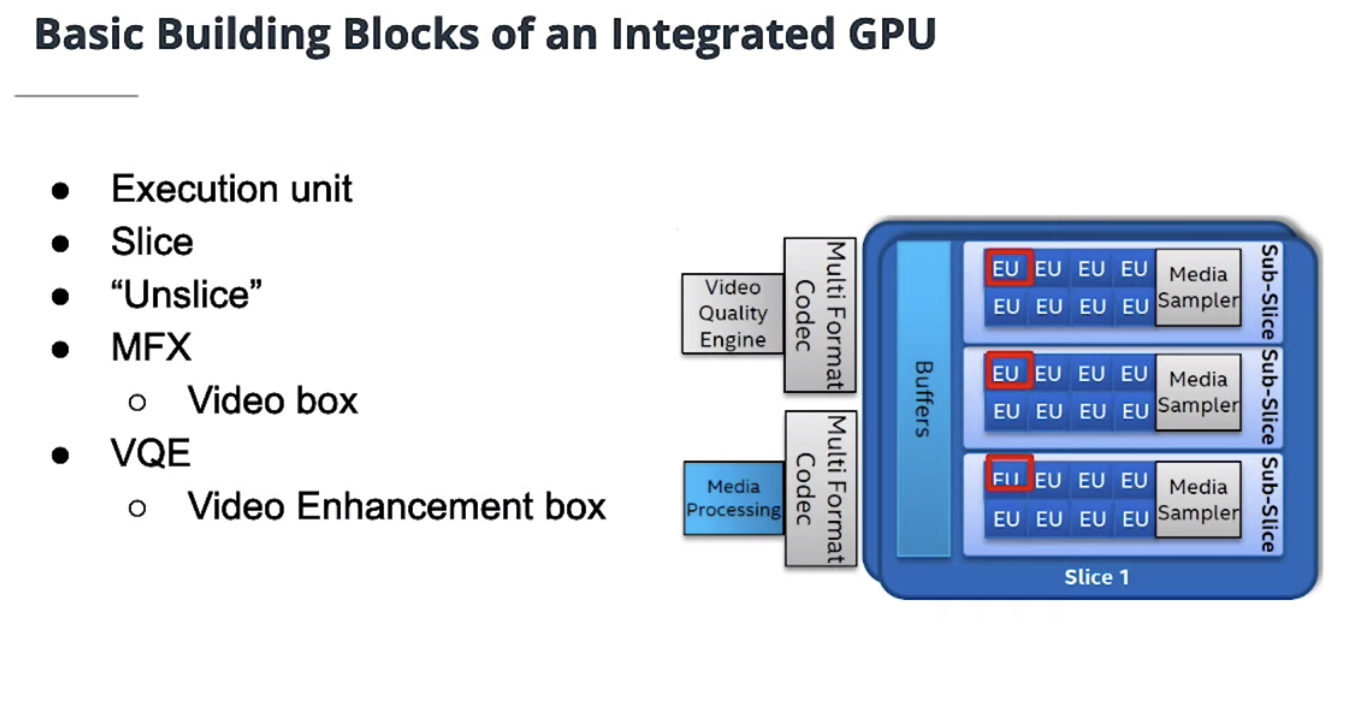 Basic Building Blocks of an Integrated GPU
● Execution unit
● Slice
● “Unslice”
● MFX
○ Video box
● VQE
○ Video Enhancement box
Video
Quality
Engine
Multi Format
Codec
Media
Processing
Multi Format
Codec
Buffers
EU EU EU EU
EU EU EU EU
Media
Sampler
Sub-Slice
EU EU EU EU
EU EU EU EU
Media
Sampler
Sub-Slice
EU EU EU EU
EU EU EU EU
Media
Sampler
Sub-Slice
Slice 1